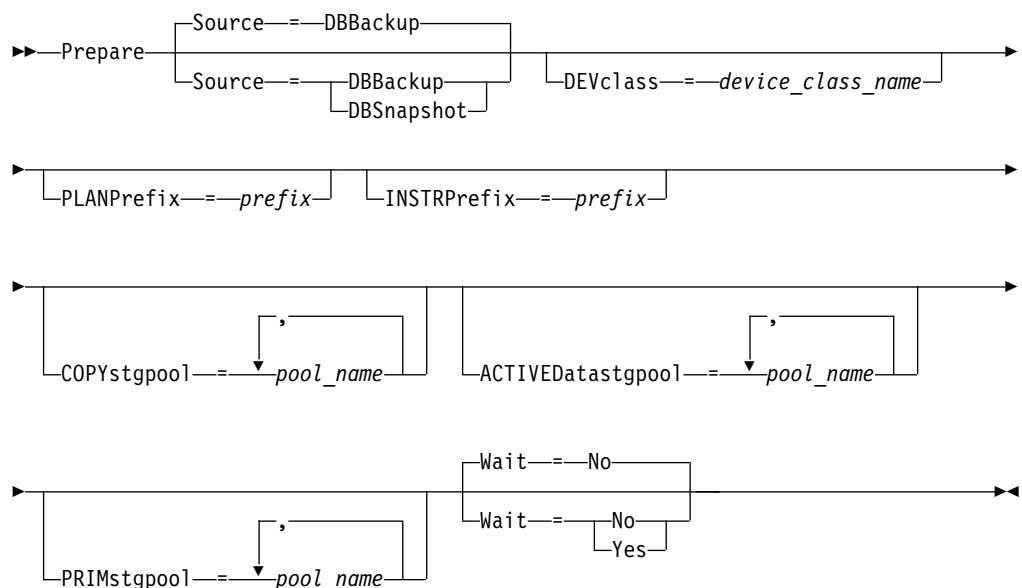 Source = DBBackup
Prepare
Source = DBBackup
DBSnapshot
DEVclass = device_class_name
PLANPrefix = prefix
INSTRPrefix = prefix
,
COPYstgpool = pool_name
,
ACTIVEDatastgpool = pool_name
,
PRIMstgpool = pool_name
Wait = No
Wait = No
Yes